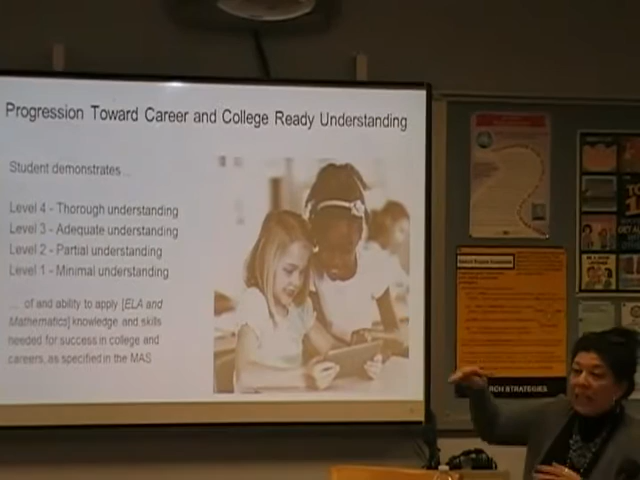 Progression Toward Career and College Ready Understanding
Student demonstrates...
Level 4 - Thorough understanding
Level 3 - Adequate understanding
Level 2 - Partial understanding
Level 1 - Minimal understanding
... of and ability to apply [ELA and
Mathematics] knowledge and skills
needed for success in college and
careers, as specified in the MAS
RCH STRATEGIES